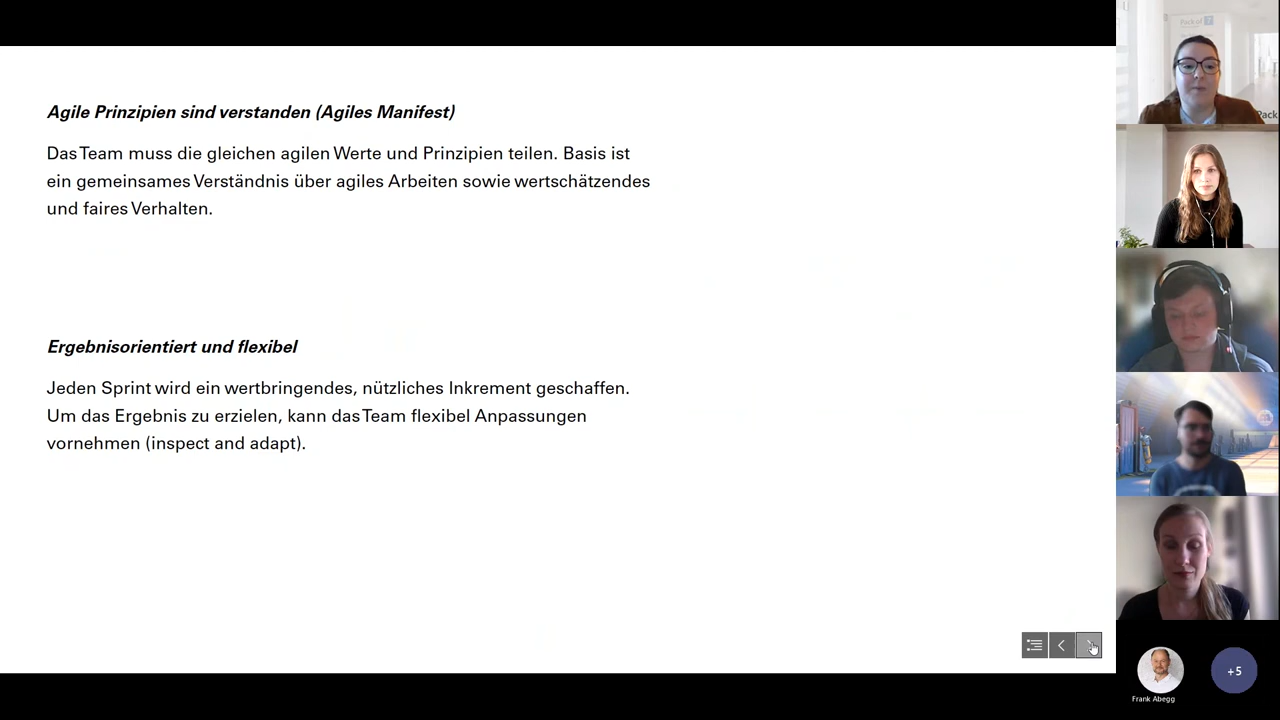 Agile Prinzipien sind verstanden (Agiles Manifest)
Das Team muss die gleichen agilen Werte und Prinzipien teilen. Basis ist
ein gemeinsames Verständnis über agiles Arbeiten sowie wertschätzendes
und faires Verhalten.
Ergebnisorientiert und flexibel
Jeden Sprint wird ein wertbringendes, nützliches Inkrement geschaffen.
Um das Ergebnis zu erzielen, kann das Team flexibel Anpassungen
vornehmen (inspect and adapt).
Pack
Frank Abegg
+5